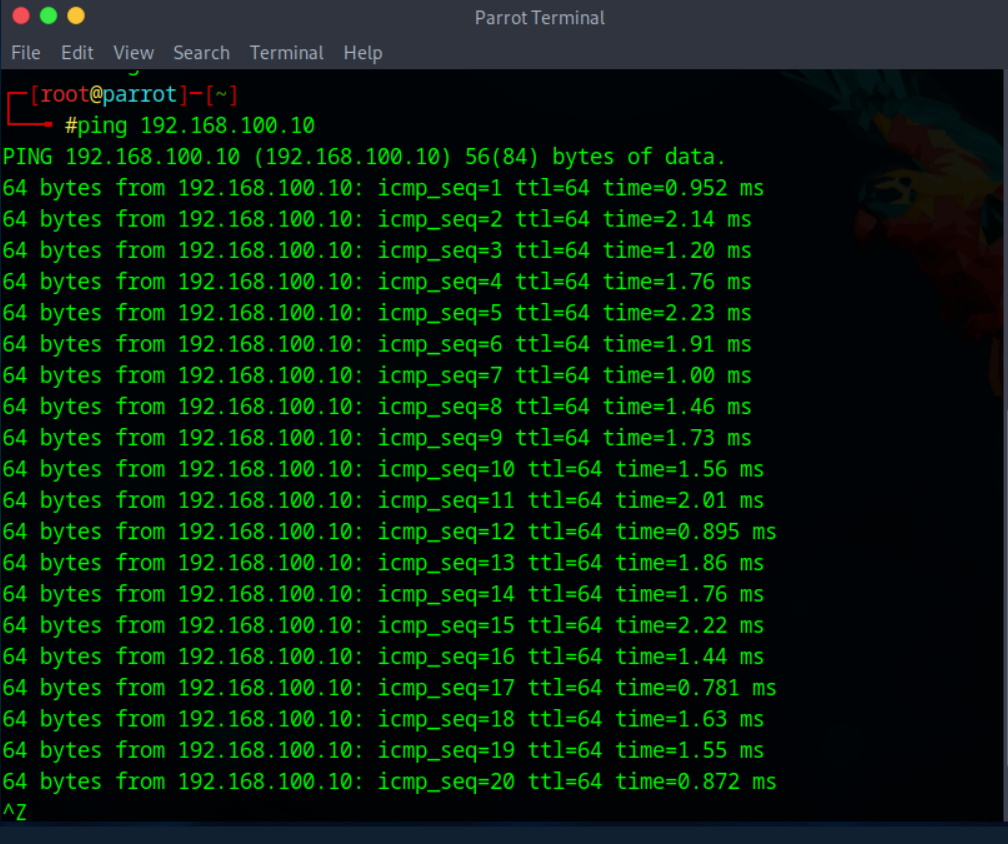 Parrot Terminal
File Edit View Search Terminal Help
[root@parrot]─[~]
#ping 192.168.100.10
PING 192.168.100.10 (192.168.100.10) 56(84) bytes of data.
64 bytes from 192.168.100.10: icmp_seq=1 ttl=64 time=0.952 ms
64 bytes from 192.168.100.10: icmp_seq=2 ttl=64 time=2.14 ms
64 bytes from 192.168.100.10: icmp_seq=3 ttl=64 time=1.20 ms
64 bytes from 192.168.100.10: icmp_seq=4 ttl=64 time=1.76 ms
64 bytes from 192.168.100.10: icmp_seq=5 ttl=64 time=2.23 ms
64 bytes from 192.168.100.10: icmp_seq=6 ttl=64 time=1.91 ms
64 bytes from 192.168.100.10: icmp_seq=7 ttl=64 time=1.00 ms
64 bytes from 192.168.100.10: icmp_seq=8 ttl=64 time=1.46 ms
64 bytes from 192.168.100.10: icmp_seq=9 ttl=64 time=1.73 ms
64 bytes from 192.168.100.10: icmp_seq=10 ttl=64 time=1.56 ms
64 bytes from 192.168.100.10: icmp_seq=11 ttl=64 time=2.01 ms
64 bytes from 192.168.100.10: icmp_seq=12 ttl=64 time=0.895 ms
64 bytes from 192.168.100.10: icmp_seq=13 ttl=64 time=1.86 ms
64 bytes from 192.168.100.10: icmp_seq=14 ttl=64 time=1.76 ms
64 bytes from 192.168.100.10: icmp_seq=15 ttl=64 time=2.22 ms
64 bytes from 192.168.100.10: icmp_seq=16 ttl=64 time=1.44 ms
64 bytes from 192.168.100.10: icmp_seq=17 ttl=64 time=0.781 ms
64 bytes from 192.168.100.10: icmp_seq=18 ttl=64 time=1.63 ms
64 bytes from 192.168.100.10: icmp_seq=19 ttl=64 time=1.55 ms
64 bytes from 192.168.100.10: icmp_seq=20 ttl=64 time=0.872 ms
^Z